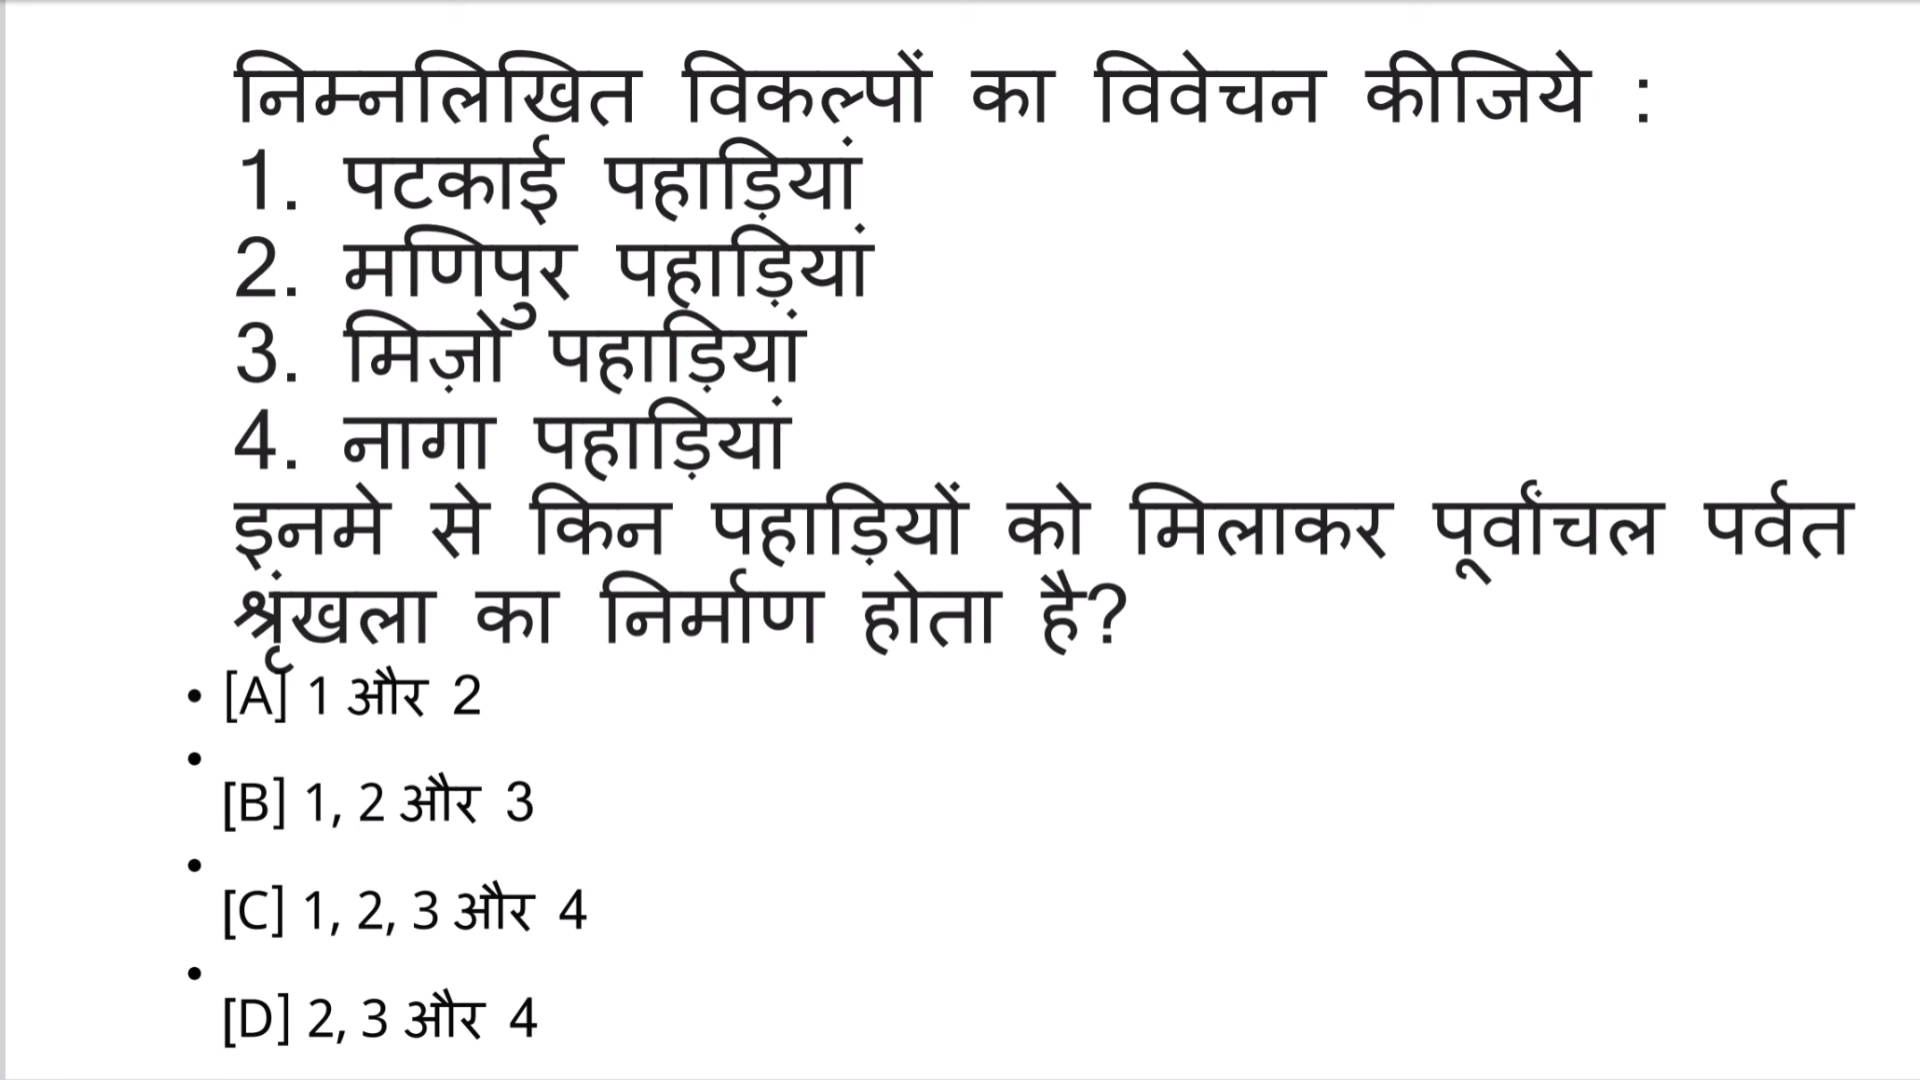 निम्नलिखित विकल्पों का विवेचन कीजिये :
1. पटकाई पहाड़ियां
2. मणिपुर पहाड़ियां
3. मिज़ो पहाड़ियां
4. नागा पहाड़ियां
इनमे से किन पहाड़ियों को मिलाकर पूर्वांचल पर्वत
श्रृंखला का निर्माण होता है?
• [A] 1 और 2
•
[B] 1, 2 और 3
•
[C] 1, 2, 3 और 4
•
[D] 2, 3 और 4